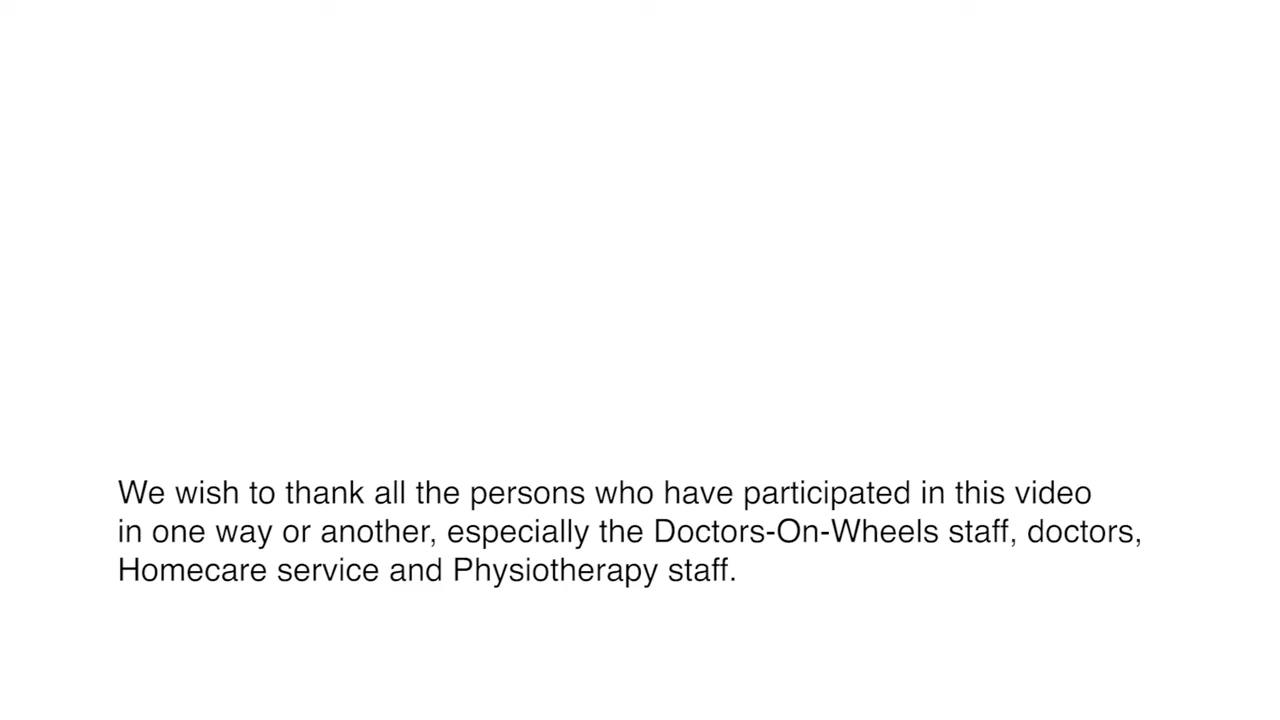 We wish to thank all the persons who have participated in this video
in one way or another, especially the Doctors-On-Wheels staff, doctors,
Homecare service and Physiotherapy staff.